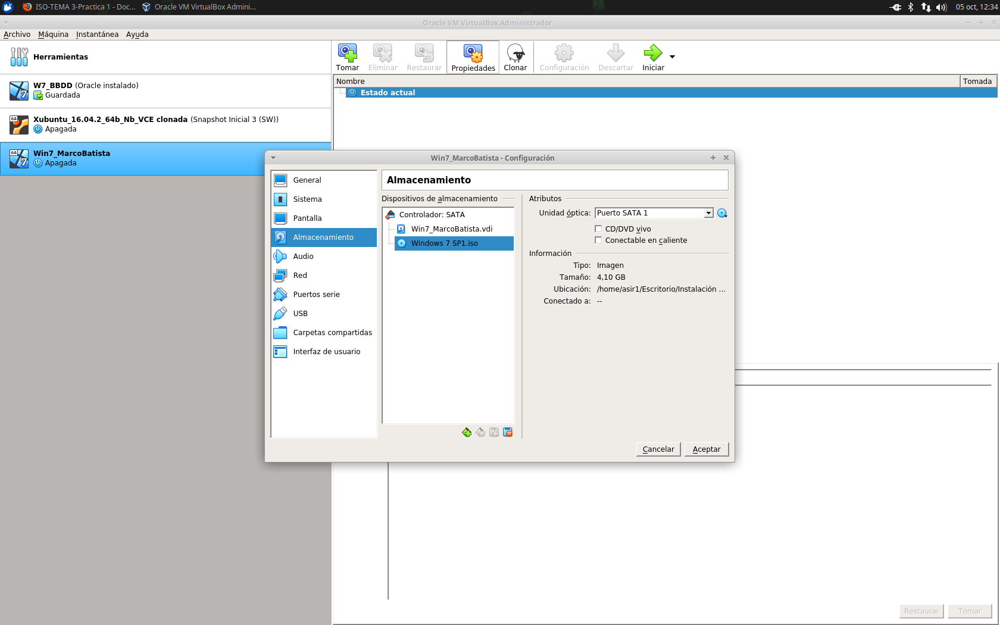 ISO-TEMA 3-Practica 1 - Doc...
Oracle VM VirtualBox Admini...
05 oct, 12:34
Oracle VM VirtualBox Administrador
Archivo Máquina Instantánea Ayuda
Herramientas
W7_BBDD (Oracle instalado)
Guardada
64
Xubuntu_16.04.2_64b_Nb_VCE clonada (Snapshot Inicial 3 (SW))
Apagada
64
Win7_MarcoBatista
Apagada
Tomar Eliminar Restaurar Propiedades Clonar Configuración Descartar Iniciar
Nombre Tomada
Estado actual
Win7_MarcoBatista - Configuración
General
Sistema
Pantalla
Almacenamiento
Audio
Red
Puertos serie
USB
Carpetas compartidas
Interfaz de usuario
Almacenamiento
Dispositivos de almacenamiento
Controlador: SATA
Win7_MarcoBatista.vdi
Windows 7 SP1.iso
Atributos
Unidad óptica: Puerto SATA 1
CD/DVD vivo
Conectable en caliente
Información
Tipo: Imagen
Tamaño: 4,10 GB
Ubicación: /home/asir1/Escritorio/Instalación ...
Conectado a: --
Cancelar Aceptar
Restaurar Tomar